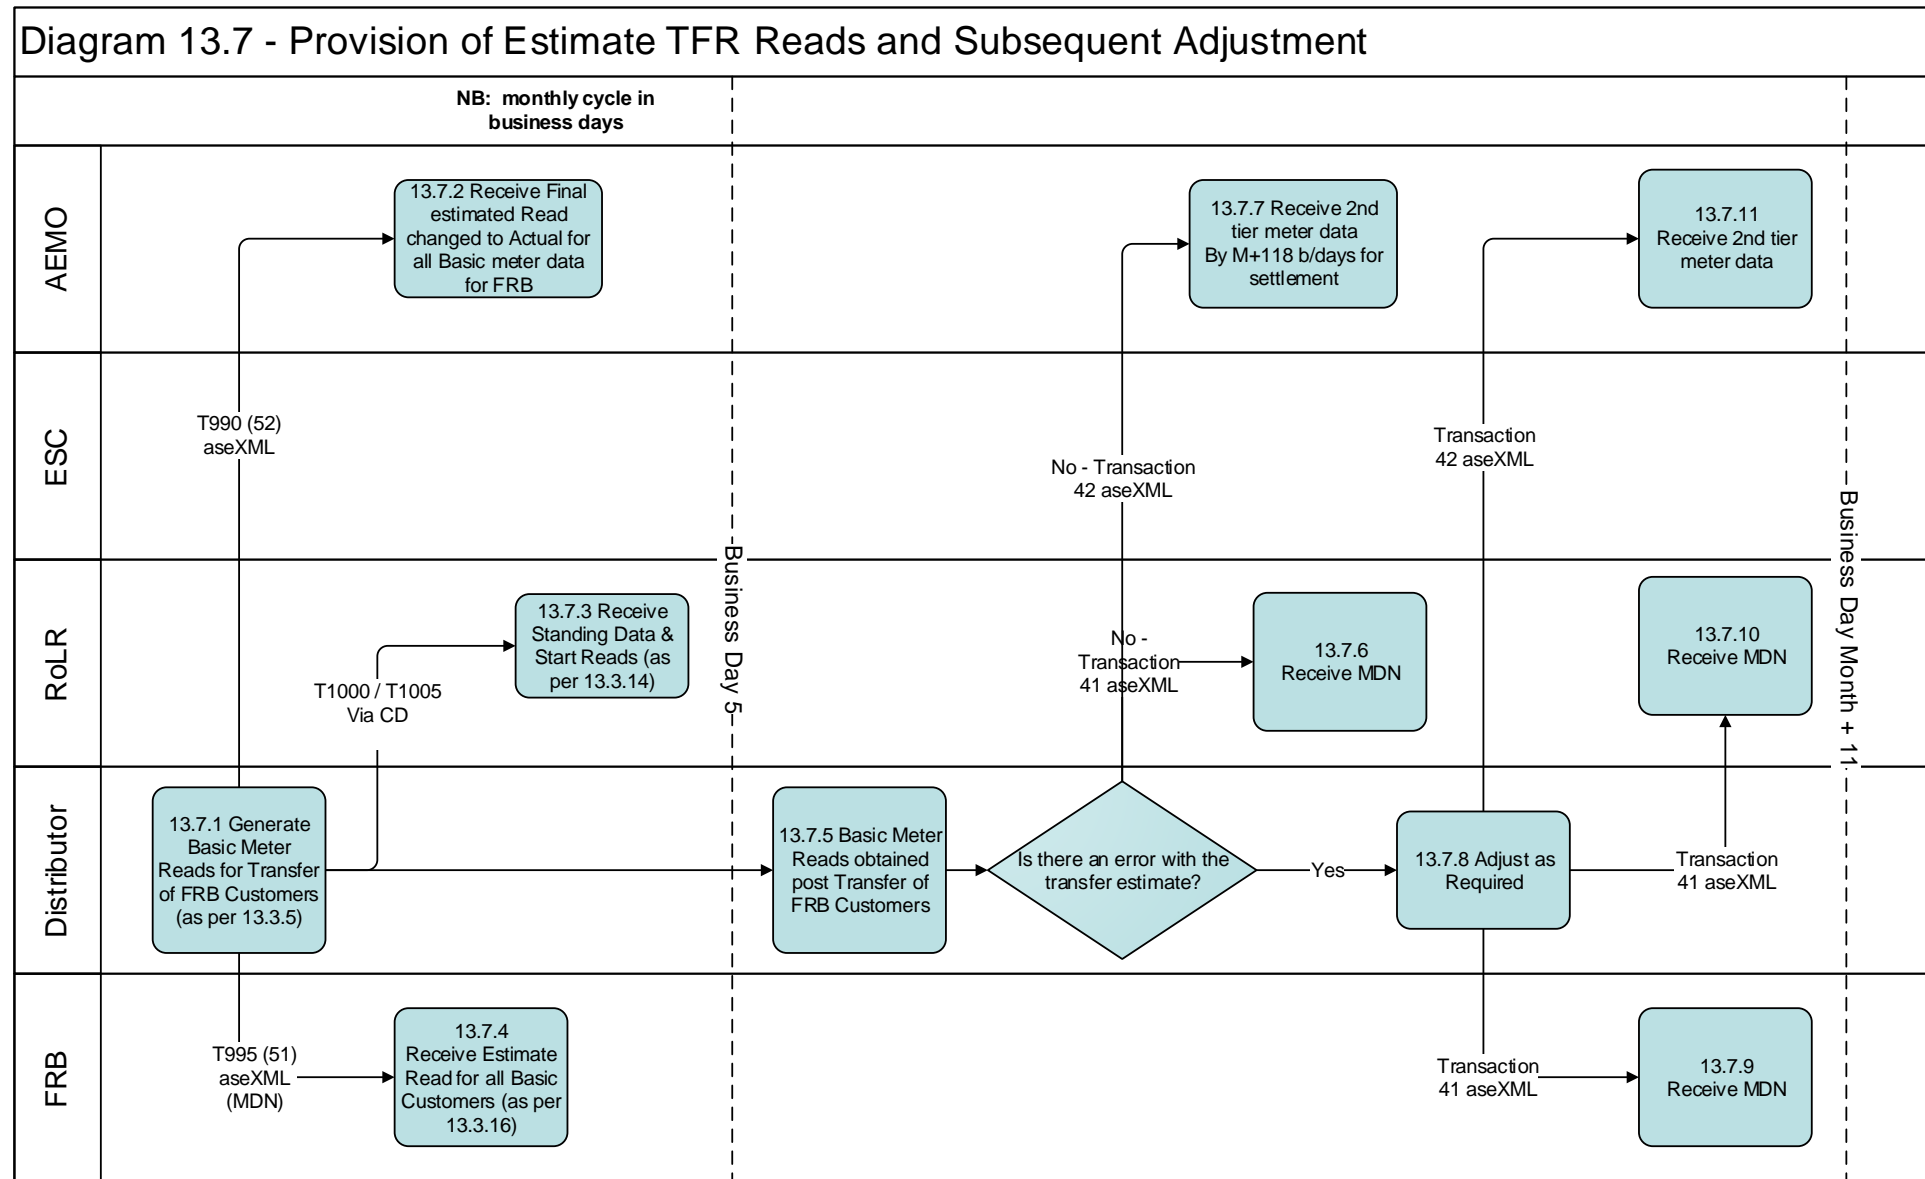 Diagram 13.7 - Provision of Estimate TFR Reads and Subsequent Adjustment
NB: monthly cycle in
business days
AEMO
13.7.2 Receive Final
estimated Read
changed to Actual for
all Basic meter data
for FRB
13.7.7 Receive 2nd
tier meter data
By M+118 b/days for
settlement
13.7.11
Receive 2nd tier
meter data
ESC
T990 (52)
aseXML
No - Transaction
42 aseXML
Transaction
42 aseXML
RoLR
T1000 / T1005
Via CD
13.7.3 Receive
Standing Data &
Start Reads (as
per 13.3.14)
Business Day 5
No -
Transaction
41 aseXML
13.7.6
Receive MDN
13.7.10
Receive MDN
Business Day Month + 11
Distributor
13.7.1 Generate
Basic Meter
Reads for Transfer
of FRB Customers
(as per 13.3.5)
13.7.5 Basic Meter
Reads obtained
post Transfer of
FRB Customers
Is there an error with the
transfer estimate?
Yes
13.7.8 Adjust as
Required
Transaction
41 aseXML
FRB
T995 (51)
aseXML
(MDN)
13.7.4
Receive Estimate
Read for all Basic
Customers (as per
13.3.16)
Transaction
41 aseXML
13.7.9
Receive MDN